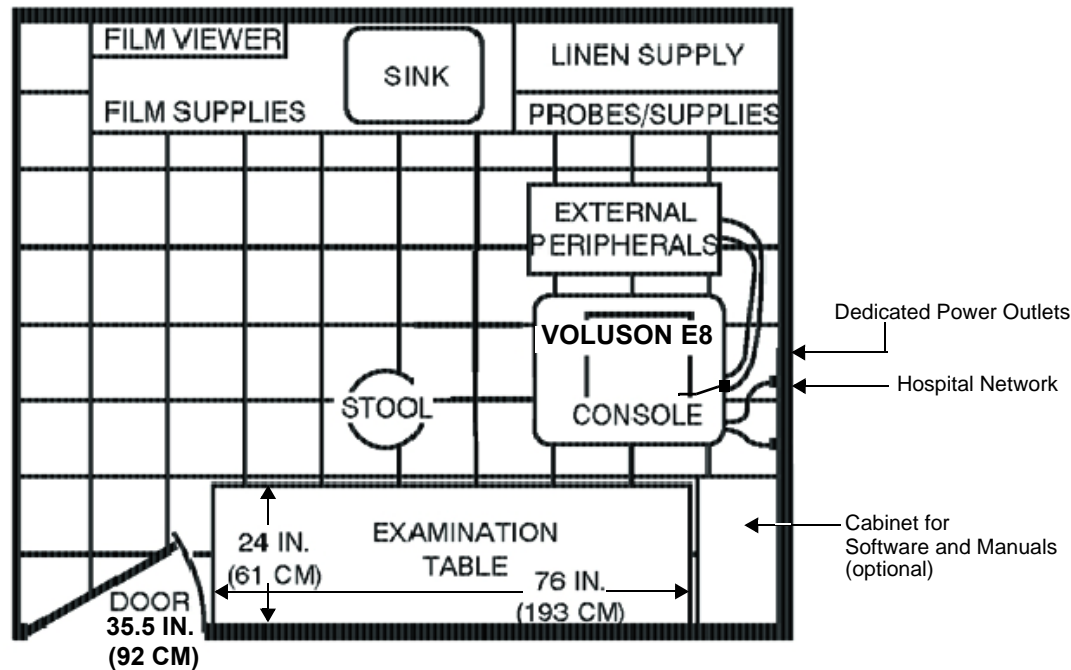 FILM VIEWER
SINK
LINEN SUPPLY
FILM SUPPLIES
PROBES/SUPPLIES
EXTERNAL
PERIPHERALS
Dedicated Power Outlets
VOLUSON E8
Hospital Network
STOOL
CONSOLE
24 IN.
(61 CM)
EXAMINATION
TABLE
76 IN.
(193 CM)
Cabinet for
Software and Manuals
(optional)
DOOR
35.5 IN.
(92 CM)